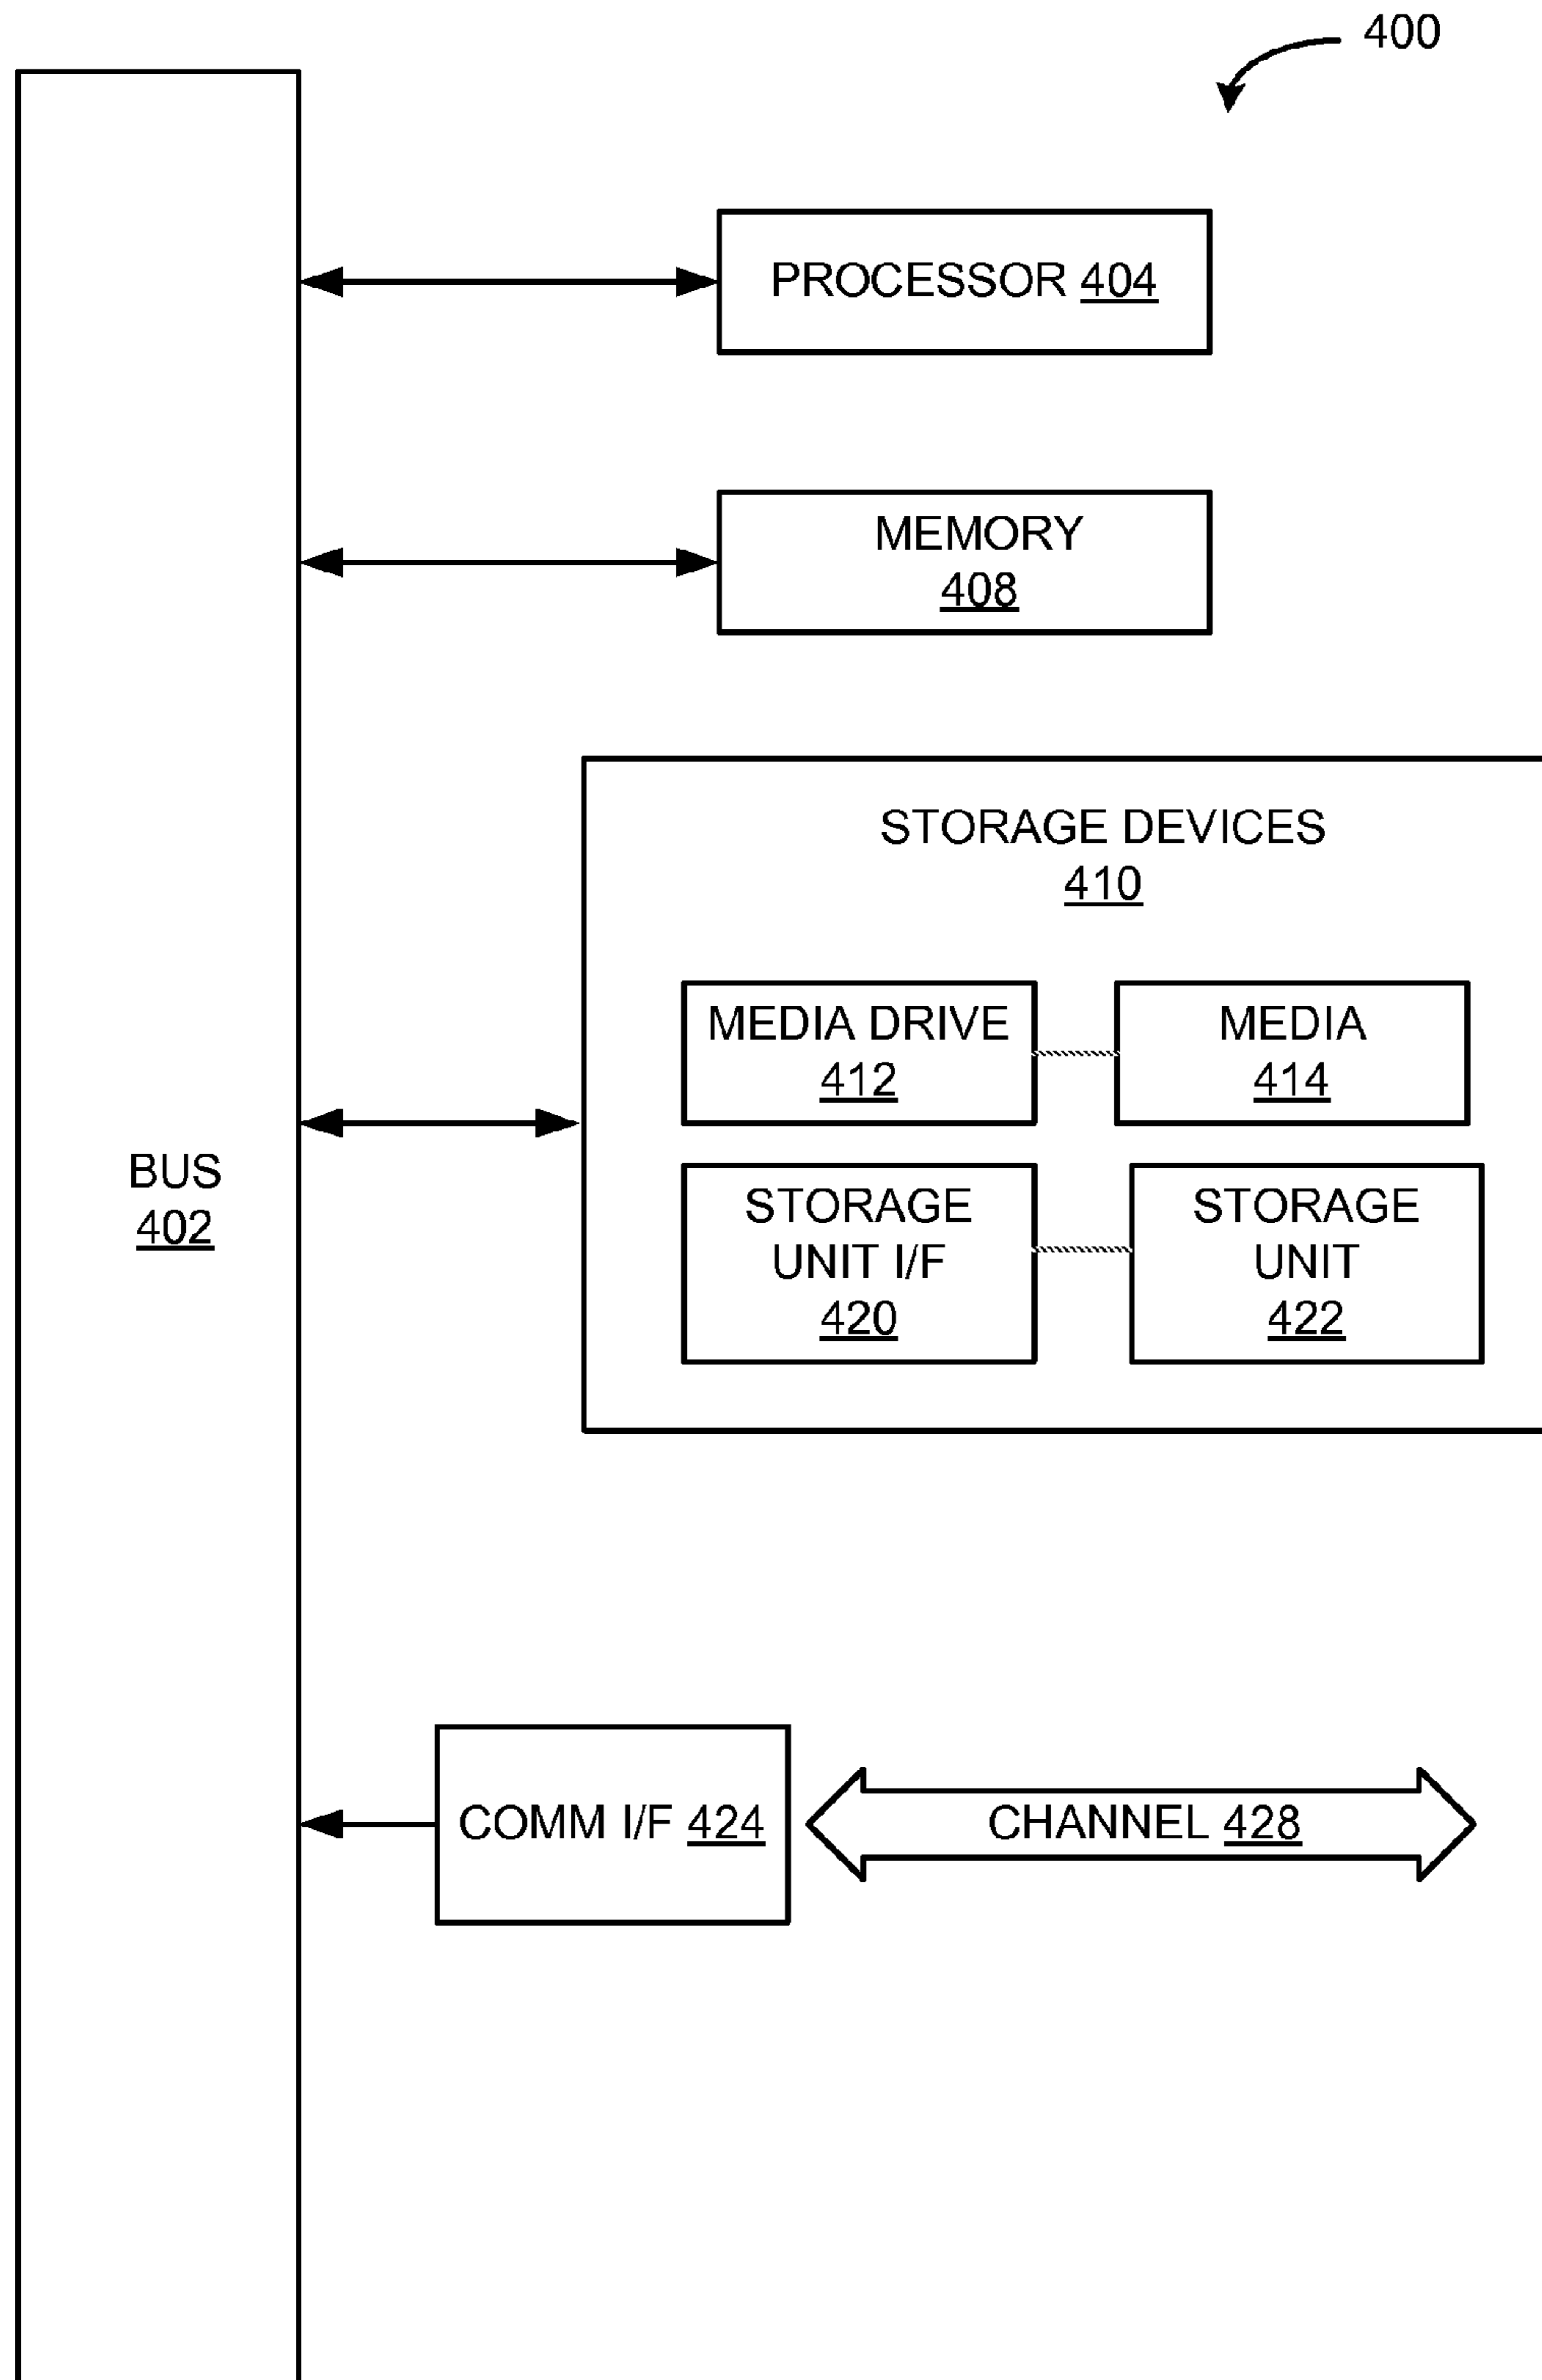 400
PROCESSOR 404
MEMORY
408
STORAGE DEVICES
410
MEDIA DRIVE
412
MEDIA
414
BUS
402
STORAGE
UNIT I/F
420
STORAGE
UNIT
422
COMM I/F 424
CHANNEL 428